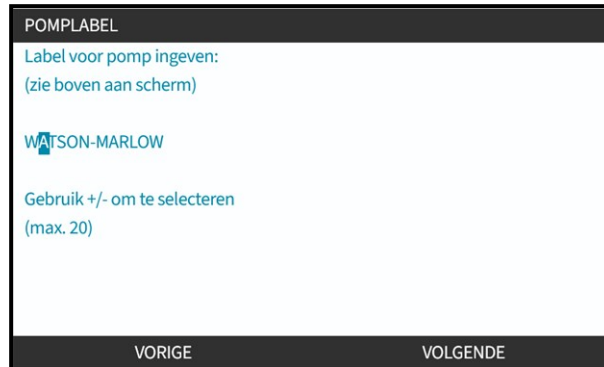 POMPLABEL
Label voor pomp ingeven:
(zie boven aan scherm)
WATSON-MARLOW
Gebruik +/- om te selecteren
(max. 20)
VORIGE VOLGENDE